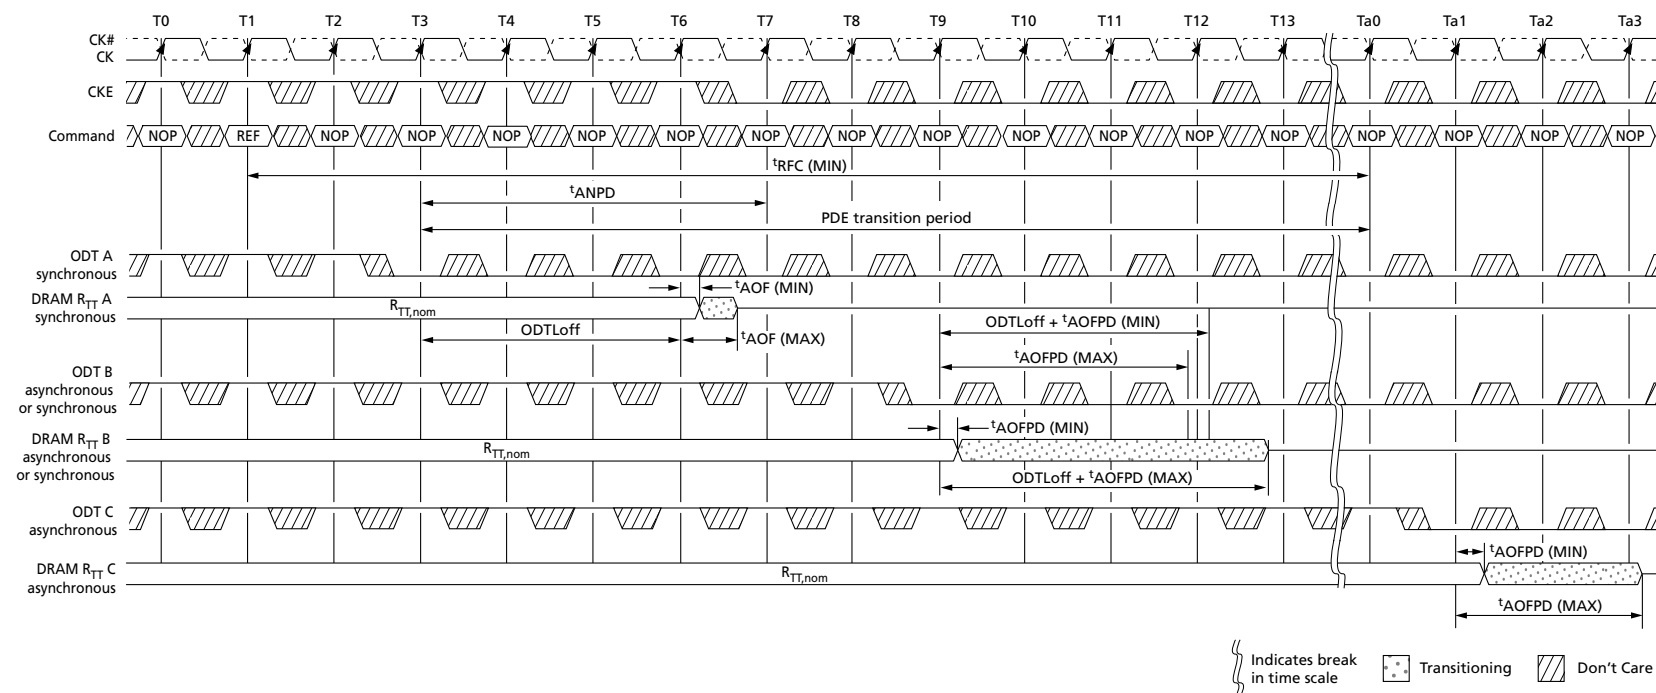 T0 T1 T2 T3 T4 T5 T6 T7 T8 T9 T10 T11 T12 T13 Ta0 Ta1 Ta2 Ta3
CK#
CK
CKE
Command NOP REF NOP NOP NOP NOP NOP NOP NOP NOP NOP NOP NOP NOP NOP NOP NOP NOP
tRFC (MIN)
tANPD
PDE transition period
ODT A
synchronous
tAOF (MIN)
DRAM RTT A
synchronous
RTT,nom
ODTLoff + tAOFPD (MIN)
ODTLoff
tAOF (MAX)
tAOFPD (MAX)
ODT B
asynchronous
or synchronous
tAOFPD (MIN)
DRAM RTT B
asynchronous
or synchronous
RTT,nom
ODTLoff + tAOFPD (MAX)
ODT C
asynchronous
tAOFPD (MIN)
DRAM RTT C
asynchronous
RTT,nom
tAOFPD (MAX)
Indicates break
in time scale
Transitioning
Don't Care